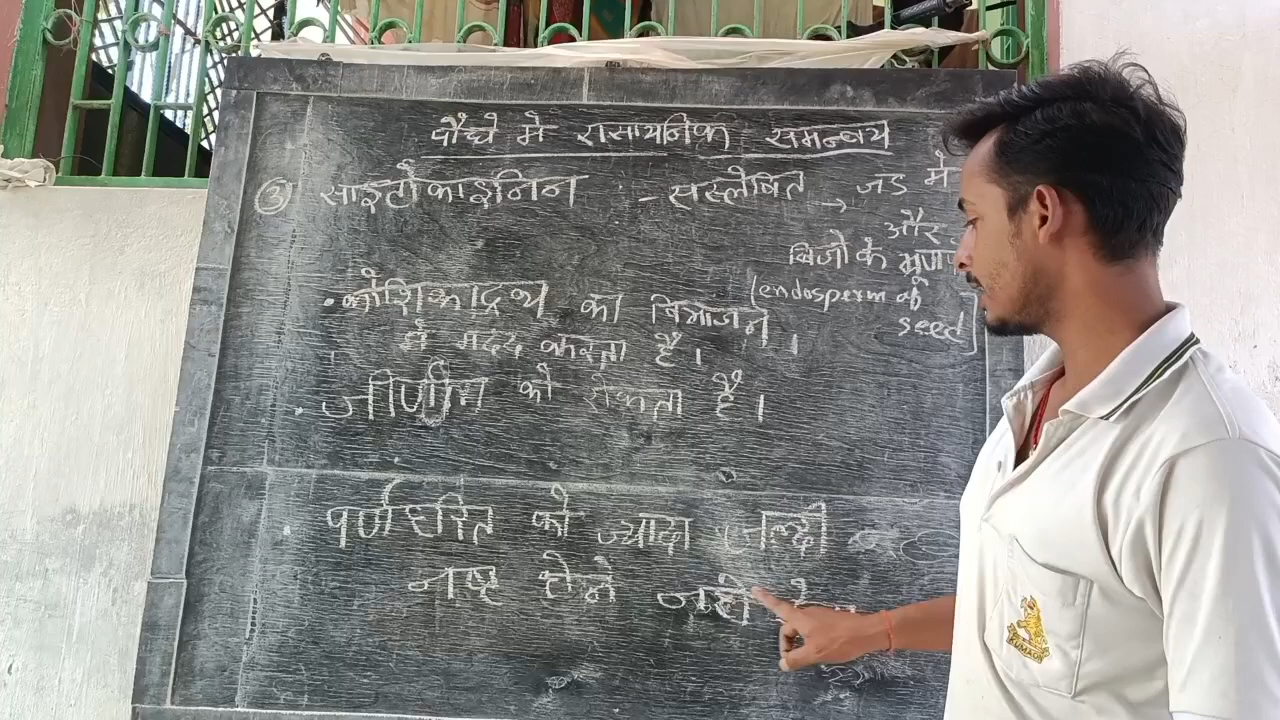 पौधे मे रासायनिक समन्वय
③ साइटोकाइनिन :- सस्लेषित → जड मे
और
बिजो के भ्रूण
[endosperm of
seed]
• कोशिकाद्रव्य का विभाजन
मे मदद करता है।
• जीर्णता को रोकता है।
• पर्णहरित को ज्यादा जल्दी
नष्ट होने नही
KUMAON